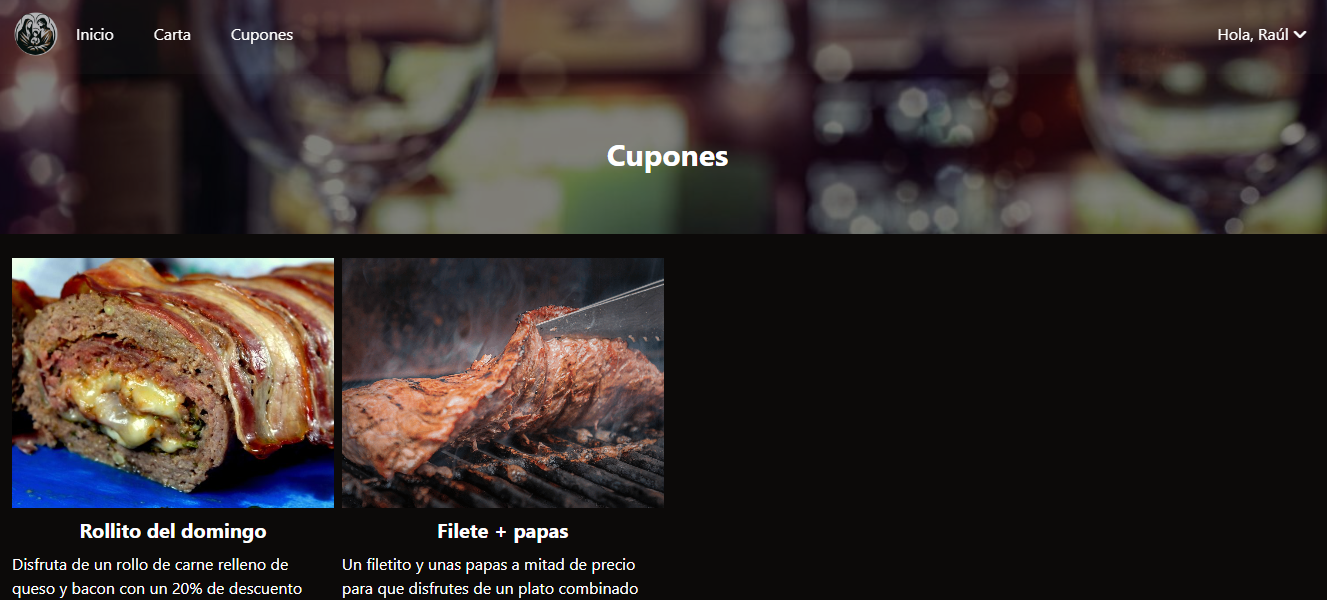 Inicio
Carta
Cupones
Hola, Raúl
Cupones
Rollito del domingo
Disfruta de un rollo de carne relleno de
queso y bacon con un 20% de descuento
Filete + papas
Un filetito y unas papas a mitad de precio
para que disfrutes de un plato combinado